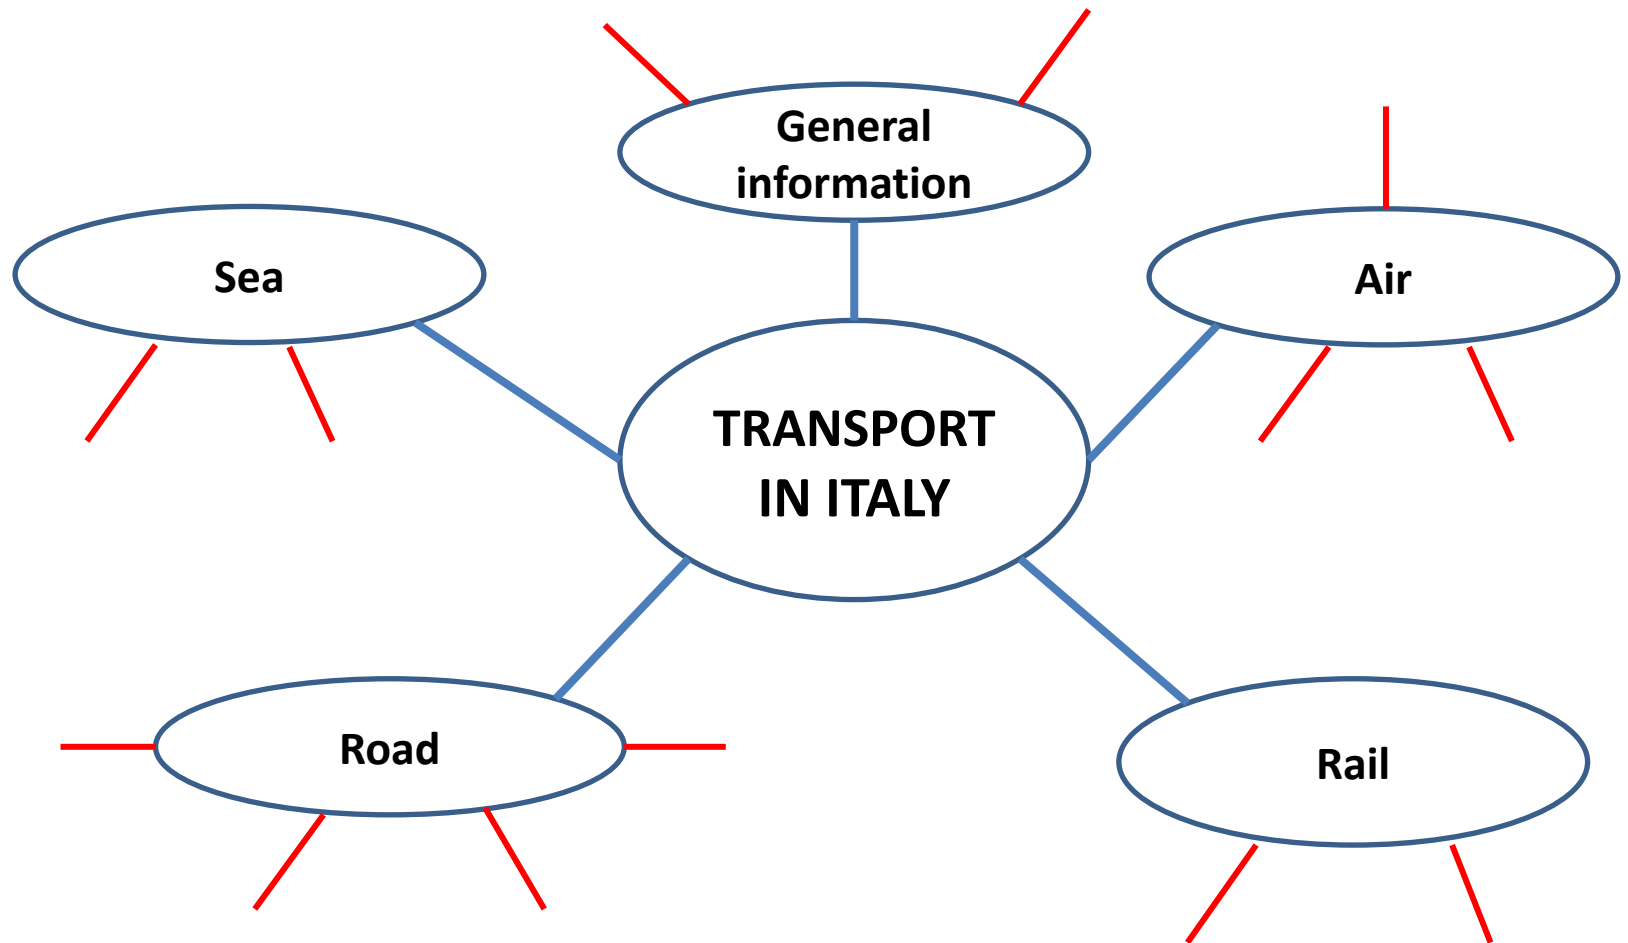 General
information
Sea
Air
TRANSPORT
IN ITALY
Road
Rail